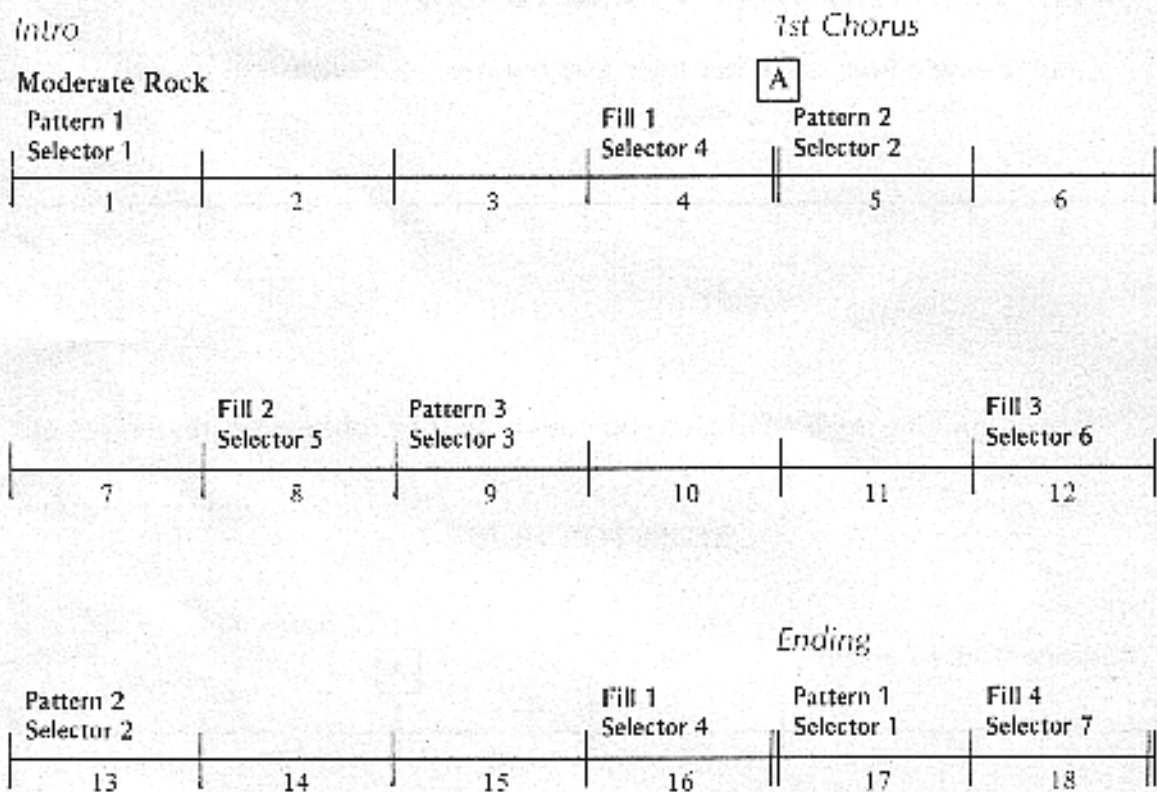 Intro
1st Chorus
Moderate Rock
A
Pattern 1
Selector 1
Fill 1
Selector 4
Pattern 2
Selector 2
1 2 3 4 5 6
Fill 2
Selector 5
Pattern 3
Selector 3
Fill 3
Selector 6
7 8 9 10 11 12
Ending
Pattern 2
Selector 2
Fill 1
Selector 4
Pattern 1
Selector 1
Fill 4
Selector 7
13 14 15 16 17 18